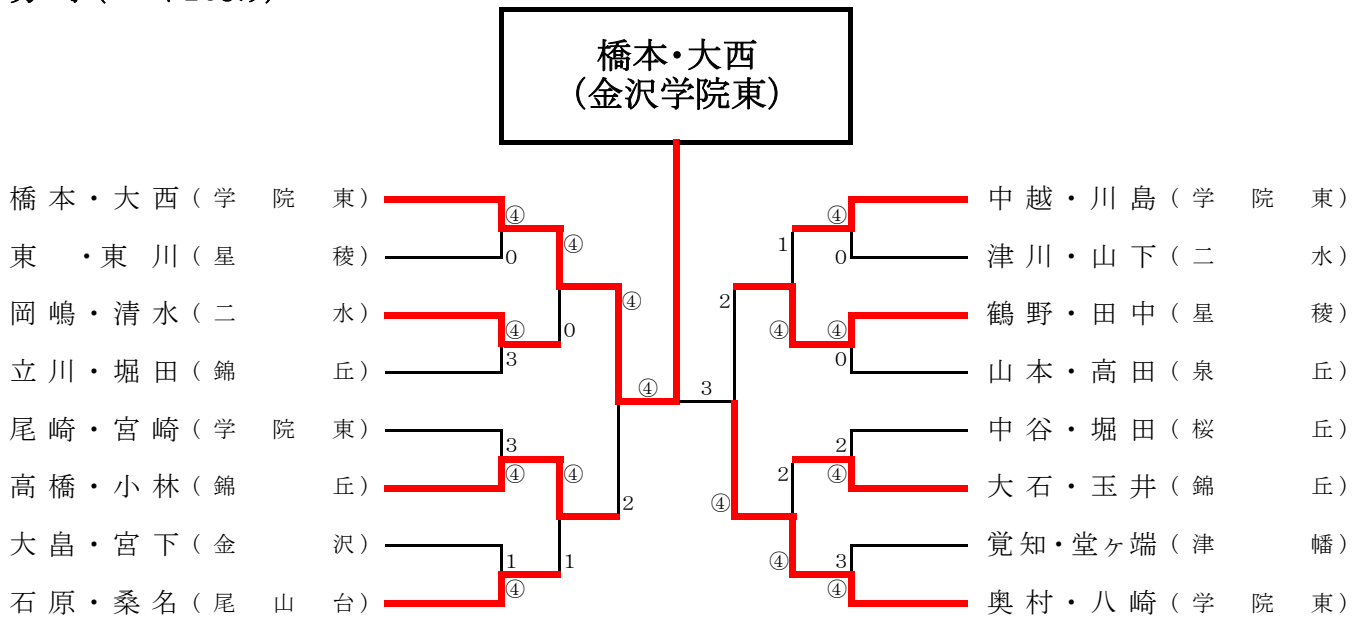 橋本・大西
(金沢学院東)
橋本・大西(学院東) 中越・川島(学院東)
④ ④
東・東川(星稜) 0 ④ 1 0 津川・山下(二水)
④ 2
岡嶋・清水(二水) ④ 0 ④ ④ 鶴野・田中(星稜)
立川・堀田(錦丘) 3 0 山本・高田(泉丘)
④ 3
尾崎・宮崎(学院東) 3 2 中谷・堀田(桜丘)
高橋・小林(錦丘) ④ ④ 2 ④ 大石・玉井(錦丘)
2 ④
大畠・宮下(金沢) 1 1 ④ 3 覚知・堂ヶ端(津幡)
石原・桑名(尾山台) ④ ④ 奥村・八崎(学院東)